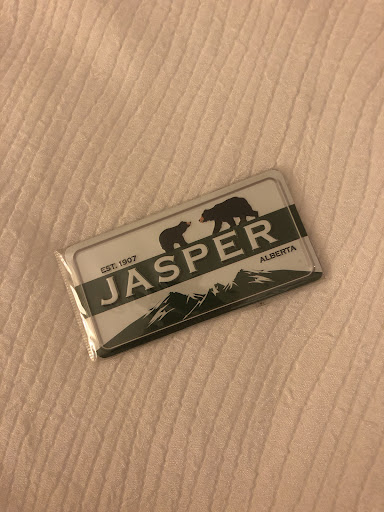 EST. 1907
JASPER
ALBERTA